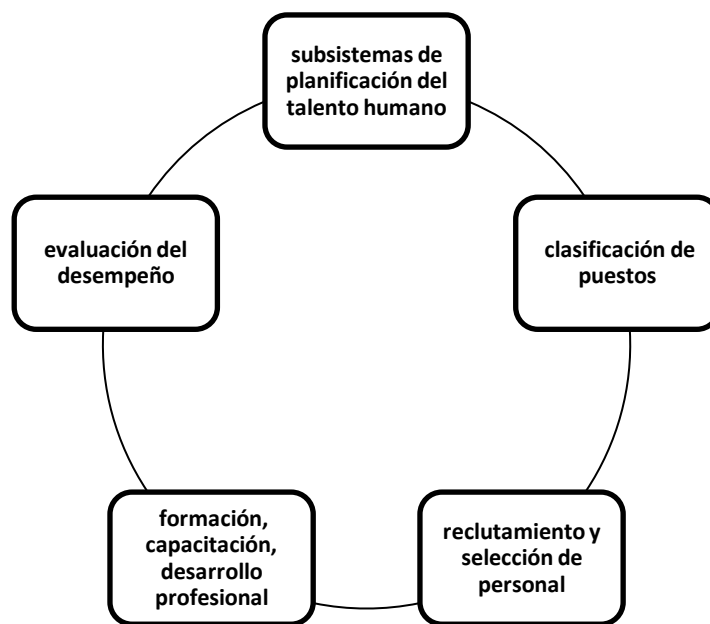 subsistemas de
planificación del
talento humano
clasificación de
puestos
reclutamiento y
selección de
personal
formación,
capacitación,
desarrollo
profesional
evaluación del
desempeño